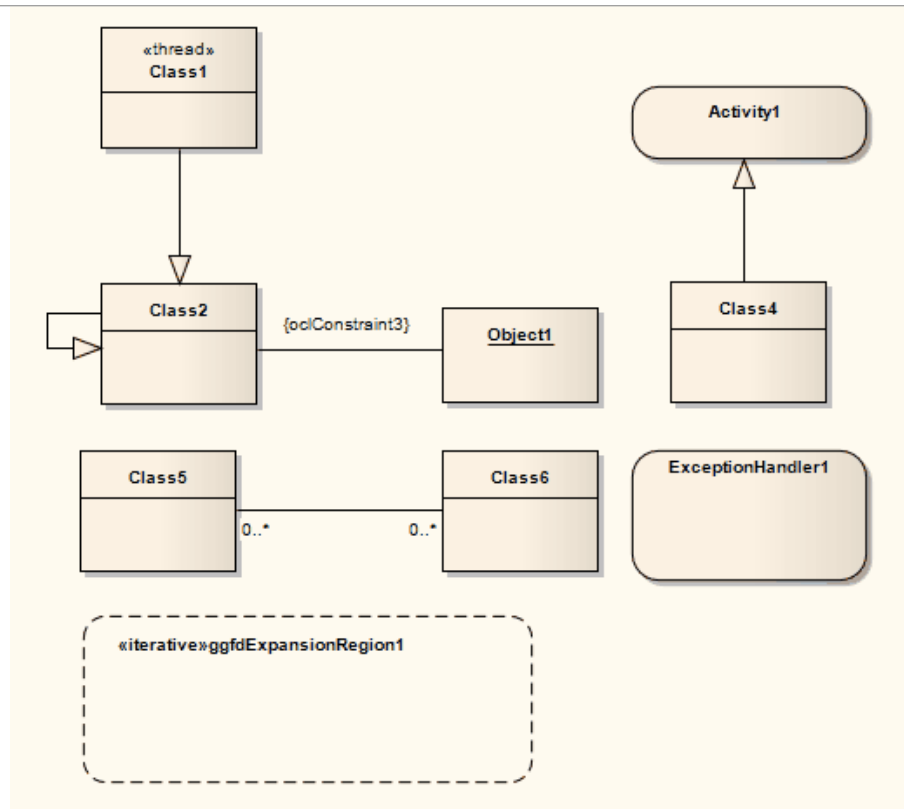 «thread»
Class1
Activity1
Class2
{oclConstraint3}
Object1
Class4
Class5
Class6
ExceptionHandler1
0..*
0..*
«iterative»ggfdExpansionRegion1